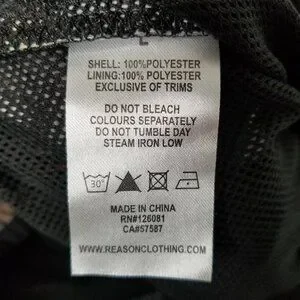 L
SHELL: 100%POLYESTER
LINING:100% POLYESTER
EXCLUSIVE OF TRIMS
DO NOT BLEACH
COLOURS SEPARATELY
DO NOT TUMBLE DAY
STEAM IRON LOW
30°
MADE IN CHINA
RN#126081
CA#57587
WWW.REASONCLOTHING.COM